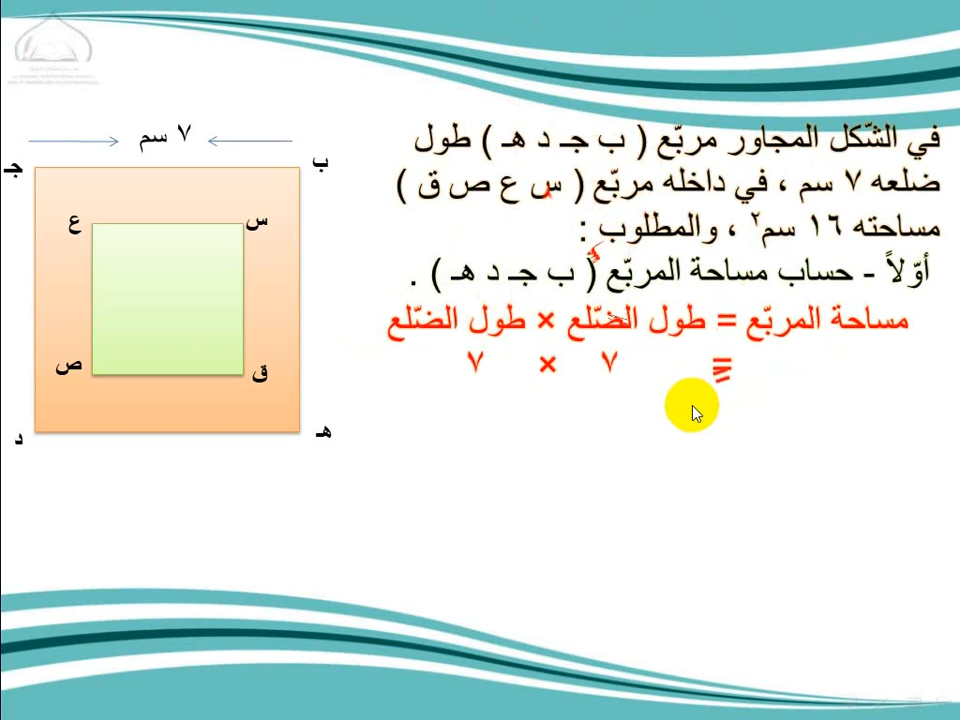 في الشّكل المجاور مربّع ( ب جـ د هـ ) طول
ضلعه ٧ سم ، في داخله مربّع ( س ع ص ق )
مساحته ١٦ سم٢ ، والمطلوب :
أوّلاً - حساب مساحة المربّع ( ب جـ د هـ ) .
مساحة المربّع = طول الضّلع × طول الضّلع
= ٧ × ٧
٧ سم
ب
جـ
س
ع
ق
ص
هـ
د